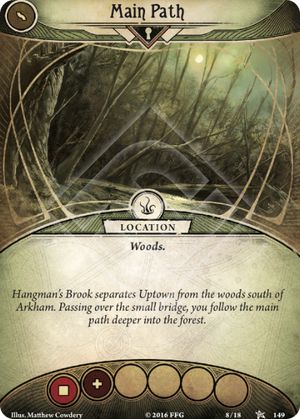 Main Path
LOCATION
Woods.
Hangman's Brook separates Uptown from the woods south of
Arkham. Passing over the small bridge, you follow the main
path deeper into the forest.
Illus. Matthew Cowdery © 2016 FFG 8/18 149